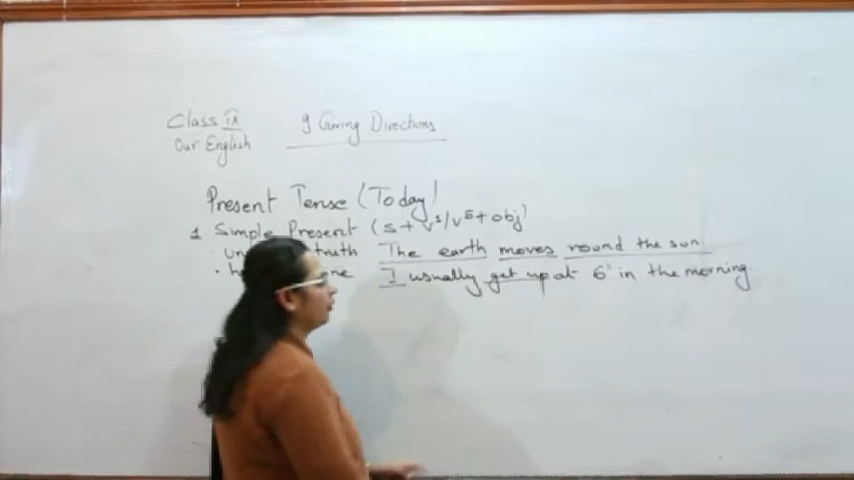 Class IX
9 Giving Directions
Our English
Present Tense (Today)
1 Simple Present (s + v¹/v⁵ + obj)
truth The earth moves round the sun
I usually get up at 6° in the morning